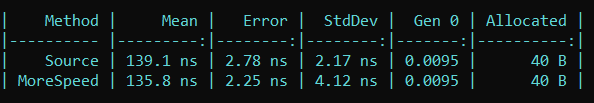 |    Method |     Mean |   Error |  StdDev |  Gen 0 | Allocated |
|---------- |---------:|--------:|--------:|-------:|----------:|
|    Source | 139.1 ns | 2.78 ns | 2.17 ns | 0.0095 |      40 B |
| MoreSpeed | 135.8 ns | 2.25 ns | 4.12 ns | 0.0095 |      40 B |